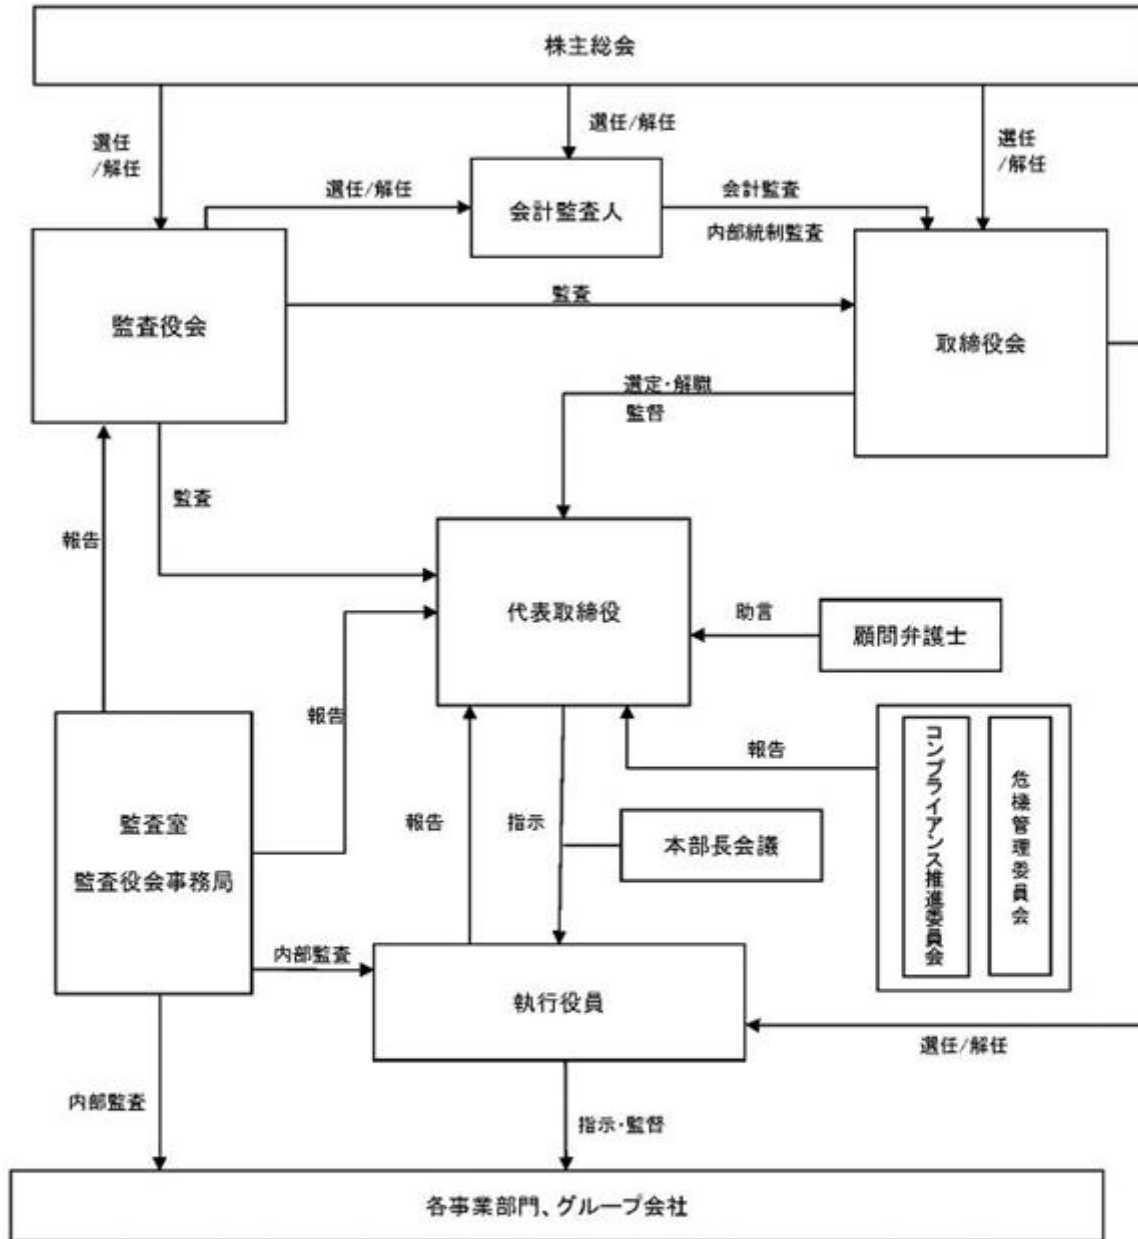 株主総会
選任
/解任
選任/解任
選任
/解任
選任/解任
会計監査人
会計監査
内部統制監査
監査役会
監査
取締役会
選定・解職
監督
監査
報告
代表取締役
助言
顧問弁護士
報告
報告
コンプライアンス推進委員会
危機管理委員会
監査室
監査役会事務局
報告
指示
本部長会議
内部監査
執行役員
選任/解任
内部監査
指示・監督
各事業部門、グループ会社